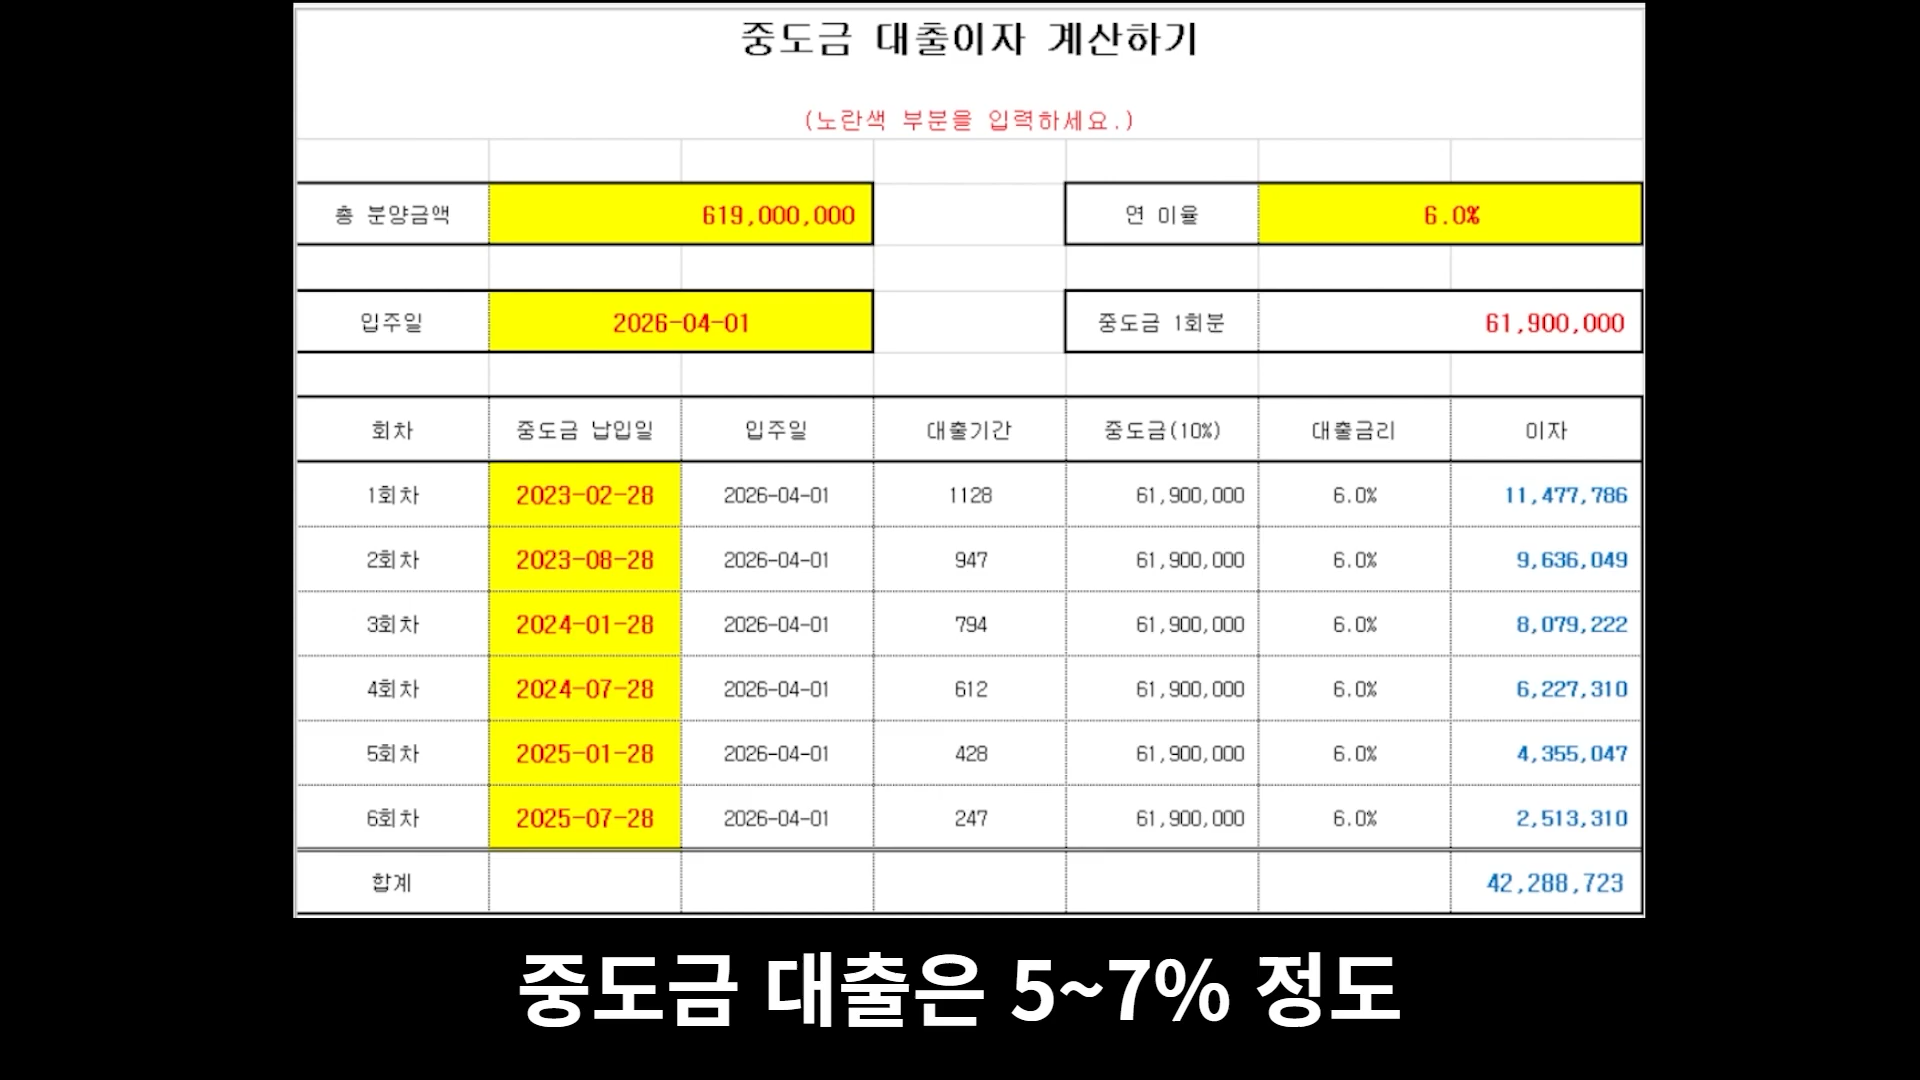 중도금 대출이자 계산하기
(노란색 부분을 입력하세요.)
총 분양금액 619,000,000 연 이율 6.0%
입주일 2026-04-01 중도금 1회분 61,900,000
회차 중도금 납입일 입주일 대출기간 중도금(10%) 대출금리 이자
1회차 2023-02-28 2026-04-01 1128 61,900,000 6.0% 11,477,786
2회차 2023-08-28 2026-04-01 947 61,900,000 6.0% 9,636,049
3회차 2024-01-28 2026-04-01 794 61,900,000 6.0% 8,079,222
4회차 2024-07-28 2026-04-01 612 61,900,000 6.0% 6,227,310
5회차 2025-01-28 2026-04-01 428 61,900,000 6.0% 4,355,047
6회차 2025-07-28 2026-04-01 247 61,900,000 6.0% 2,513,310
합계 42,288,723
중도금 대출은 5~7% 정도